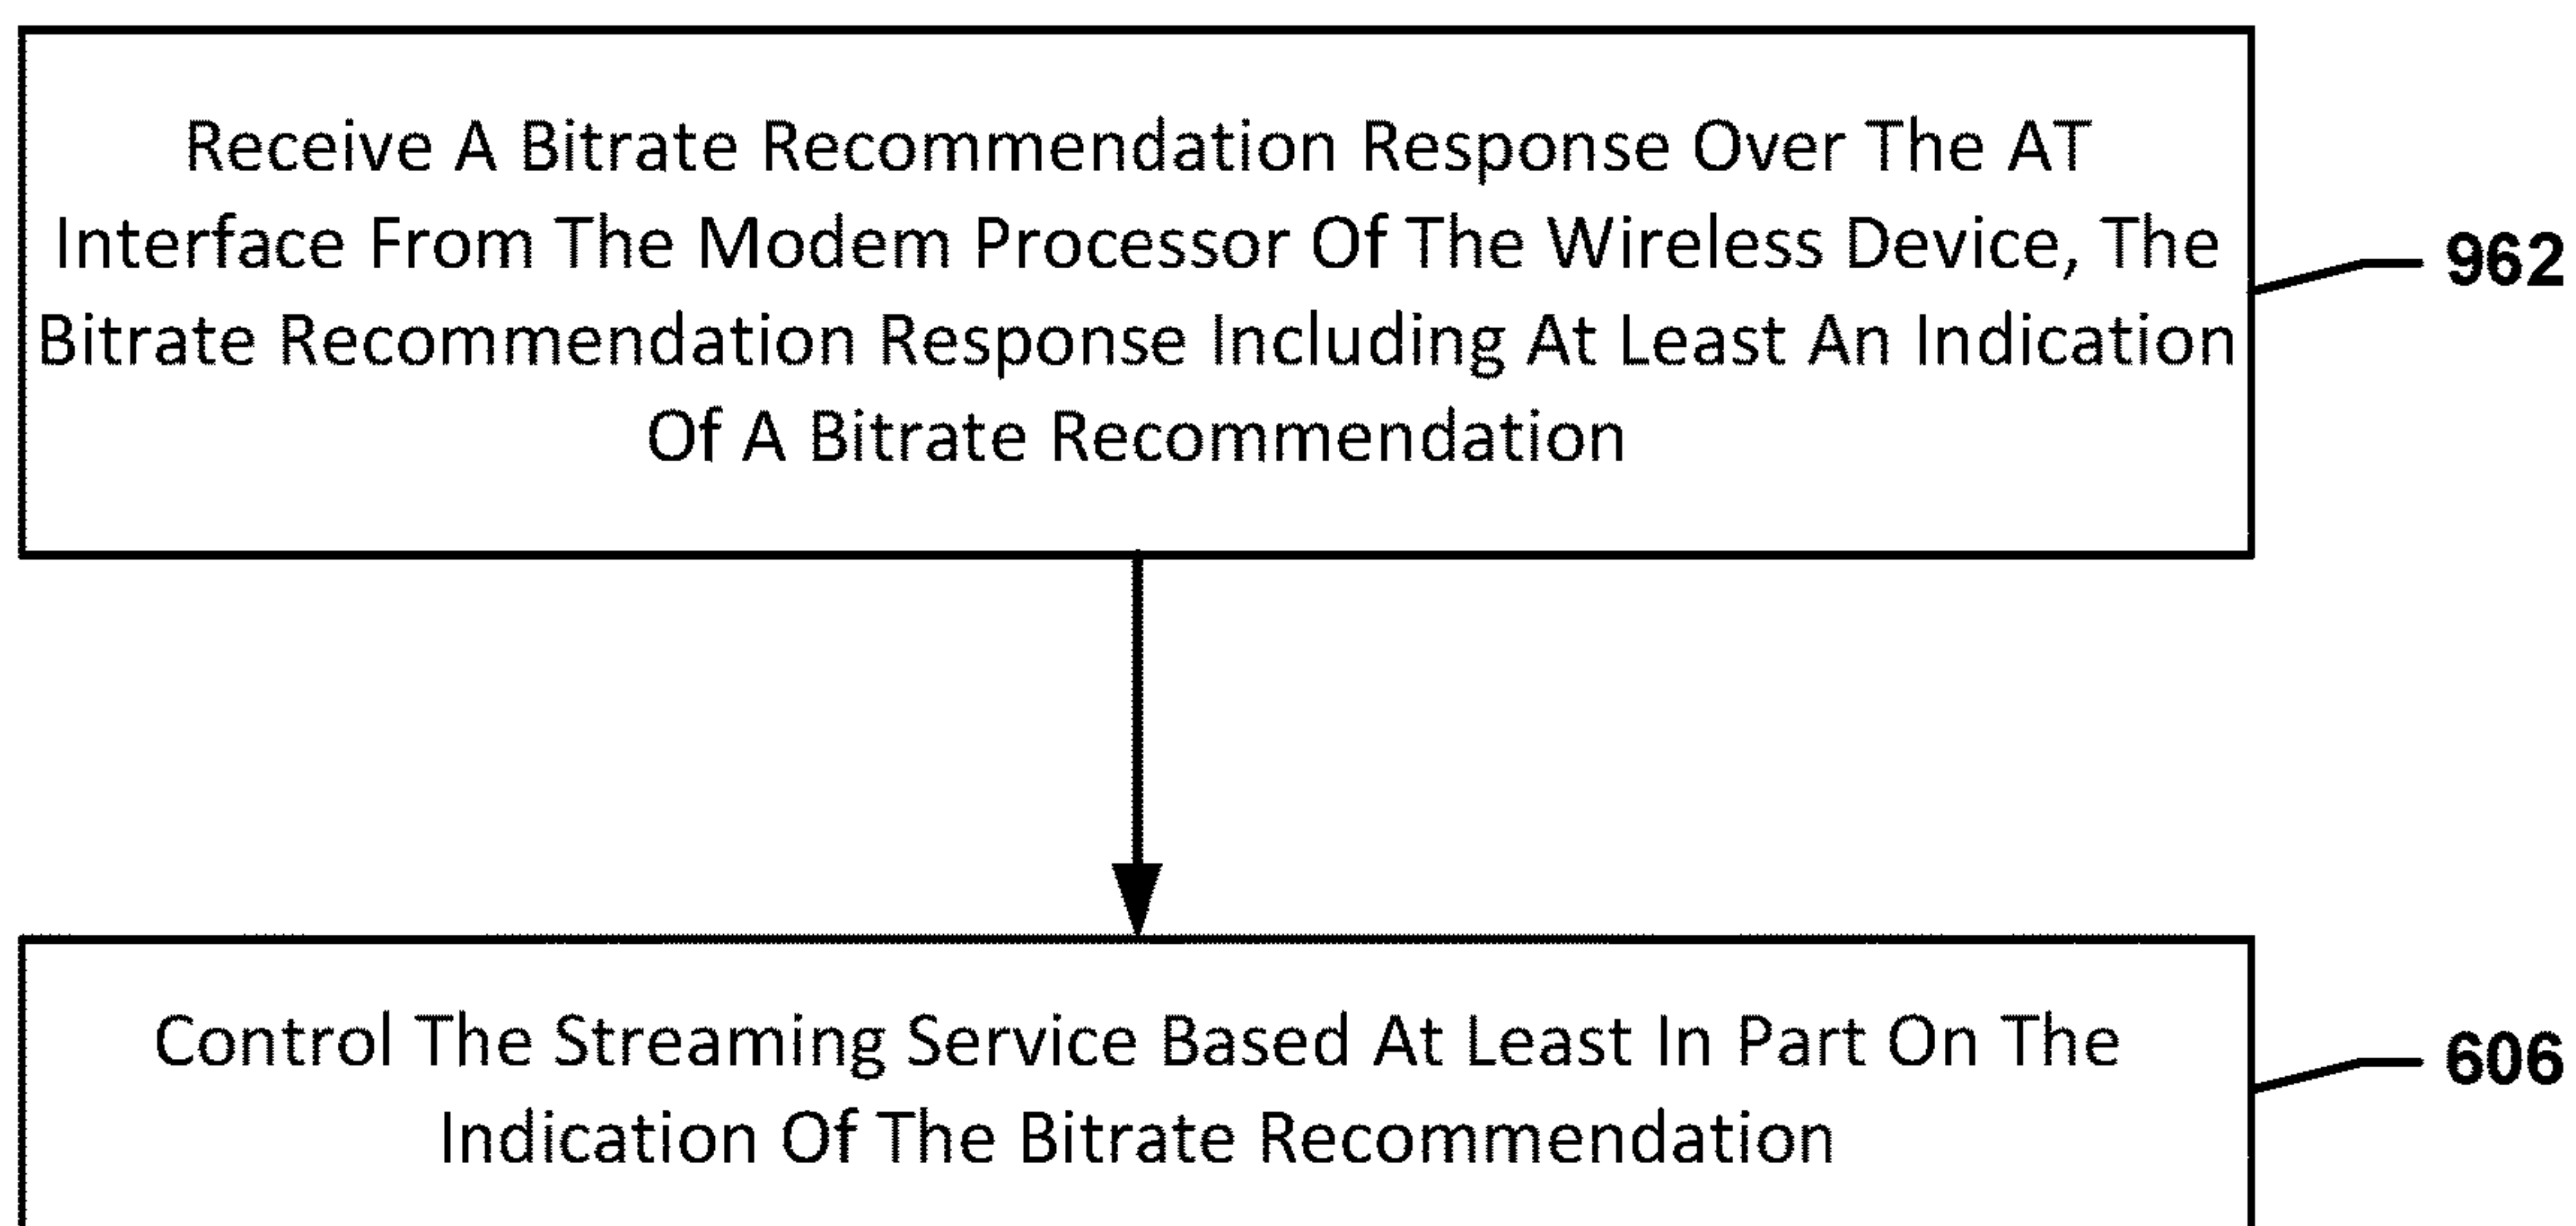 Receive A Bitrate Recommendation Response Over The AT
Interface From The Modem Processor Of The Wireless Device, The
Bitrate Recommendation Response Including At Least An Indication
Of A Bitrate Recommendation
962
Control The Streaming Service Based At Least In Part On The
Indication Of The Bitrate Recommendation
606